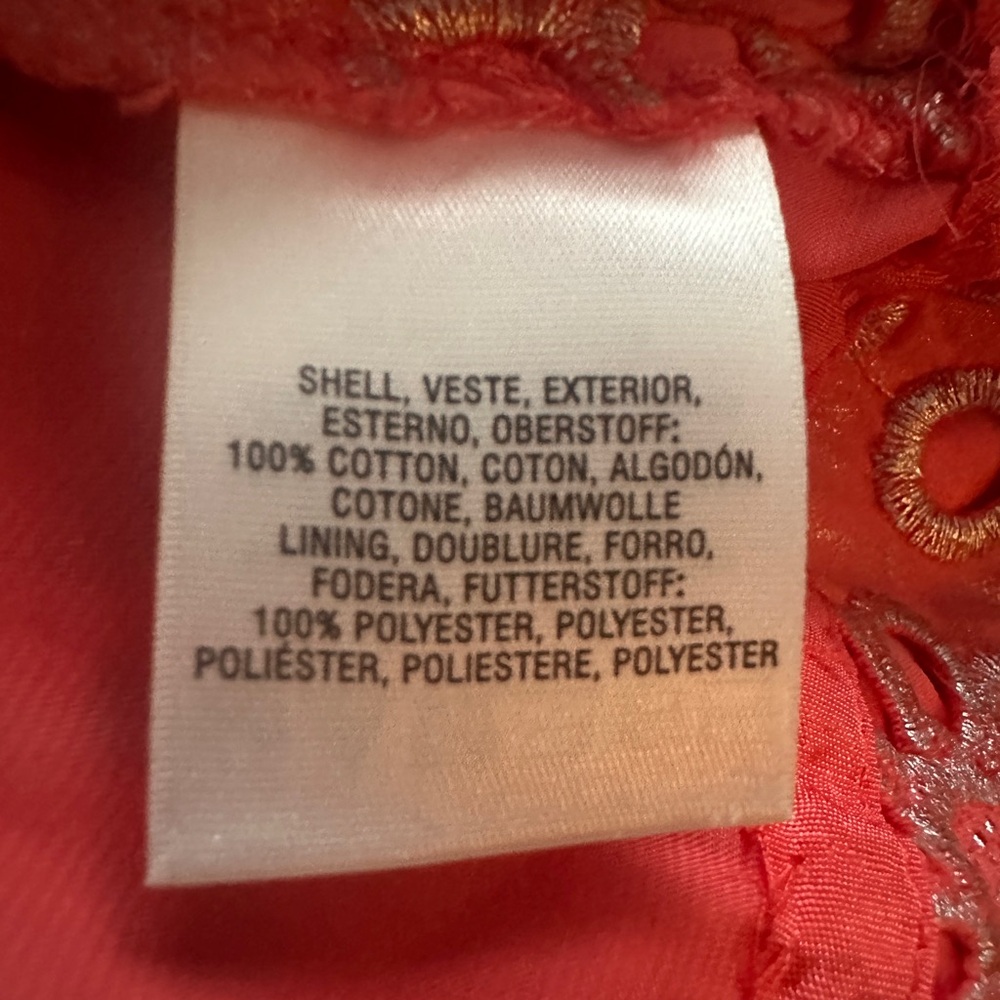 SHELL, VESTE, EXTERIOR,
ESTERNO, OBERSTOFF:
100% COTTON, COTON, ALGODÓN,
COTONE, BAUMWOLLE
LINING, DOUBLURE, FORRO,
FODERA, FUTTERSTOFF:
100% POLYESTER, POLYESTER,
POLIÉSTER, POLIESTERE, POLYESTER